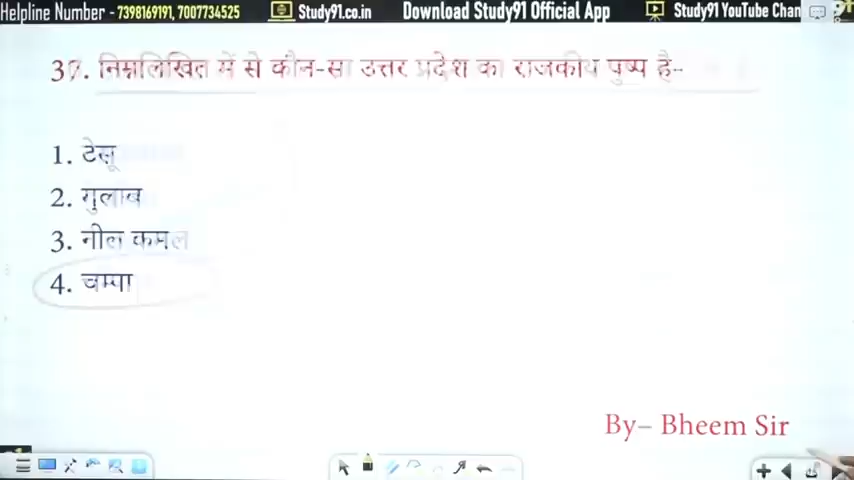 Helpline Number - 7398169191, 7007734525 Study91.co.in Download Study91 Official App Study91 YouTube Chan
37. निम्नलिखित में से कौन-सा उत्तर प्रदेश का राजकीय पुष्प है-
1. टेसू
2. गुलाब
3. नील कमल
4. चम्पा
By– Bheem Sir